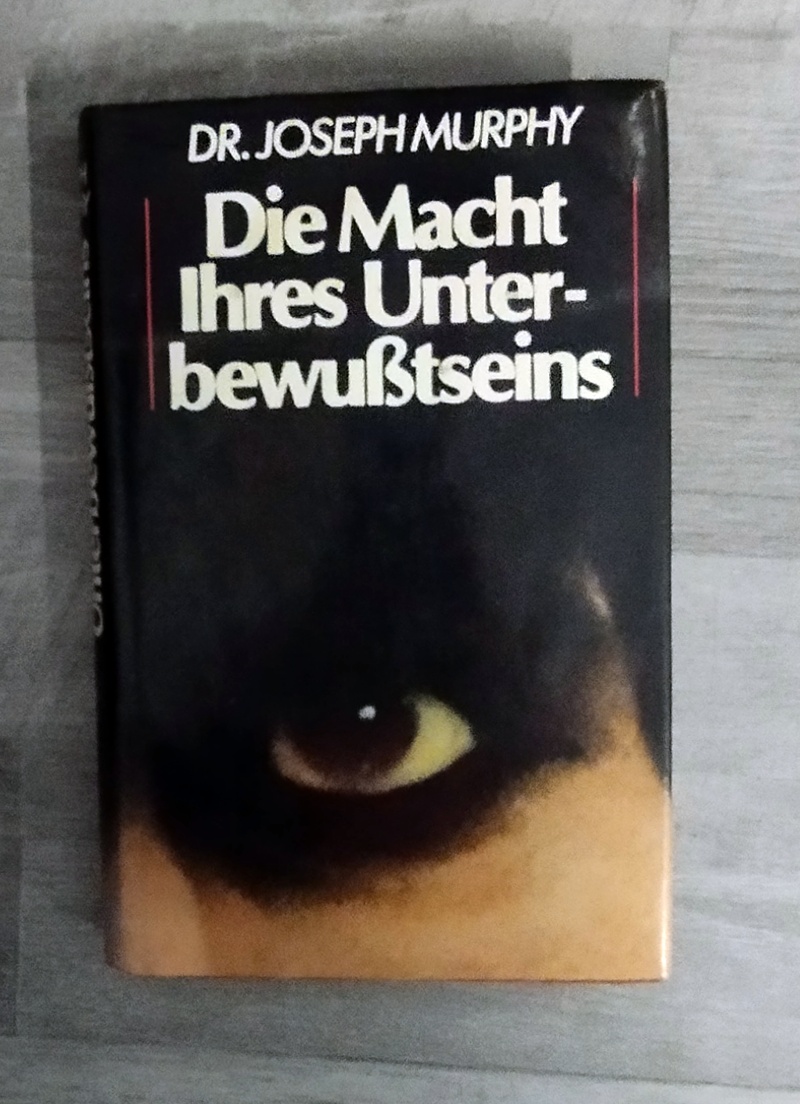 DR. JOSEPH MURPHY
Die Macht
Ihres Unter-
bewußtseins